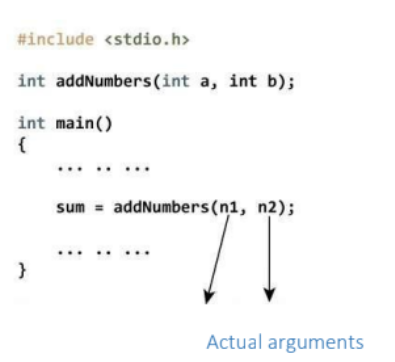 #include <stdio.h>
int addNumbers(int a, int b);
int main()
{
... .. ...
sum = addNumbers(n1, n2);
... .. ...
}
Actual arguments